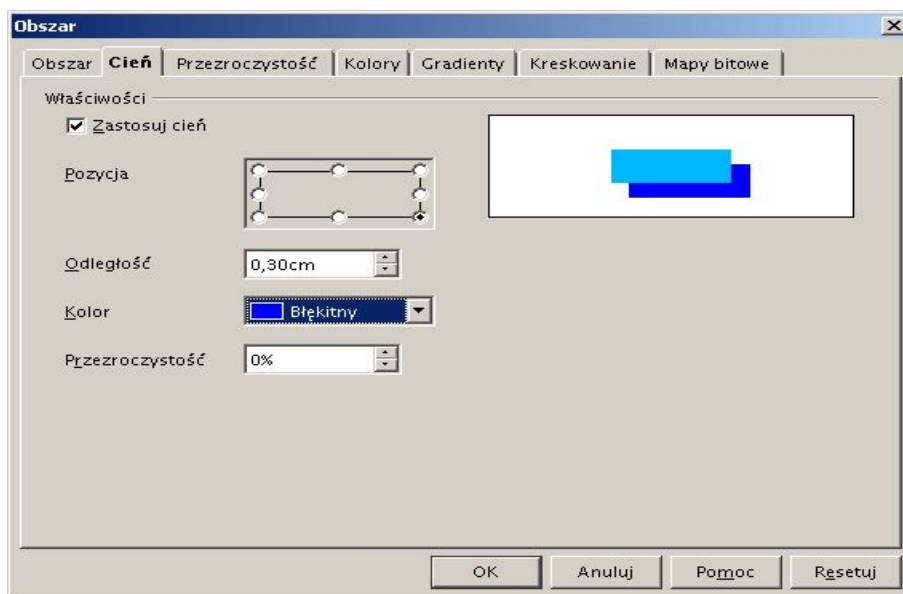 Obszar
Obszar Cień Przezroczystość Kolory Gradienty Kreskowanie Mapy bitowe
Właściwości
Zastosuj cień
Pozycja
Odległość 0,30cm
Kolor Błękitny
Przezroczystość 0%
OK Anuluj Pomoc Resetuj